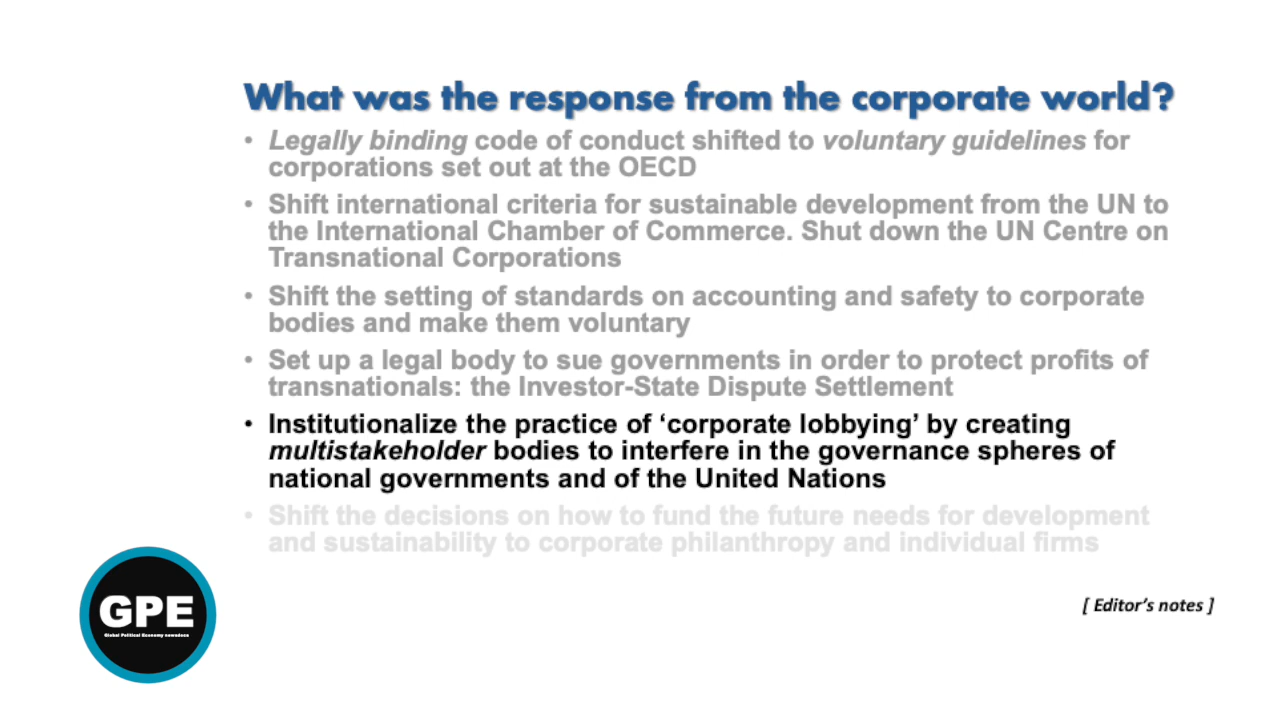 What was the response from the corporate world?
• Legally binding code of conduct shifted to voluntary guidelines for
corporations set out at the OECD
• Shift international criteria for sustainable development from the UN to
the International Chamber of Commerce. Shut down the UN Centre on
Transnational Corporations
• Shift the setting of standards on accounting and safety to corporate
bodies and make them voluntary
• Set up a legal body to sue governments in order to protect profits of
transnationals: the Investor-State Dispute Settlement
• Institutionalize the practice of ‘corporate lobbying’ by creating
multistakeholder bodies to interfere in the governance spheres of
national governments and of the United Nations
• Shift the decisions on how to fund the future needs for development
and sustainability to corporate philanthropy and individual firms
[ Editor’s notes ]
GPE
Global Political Economy newsdocs